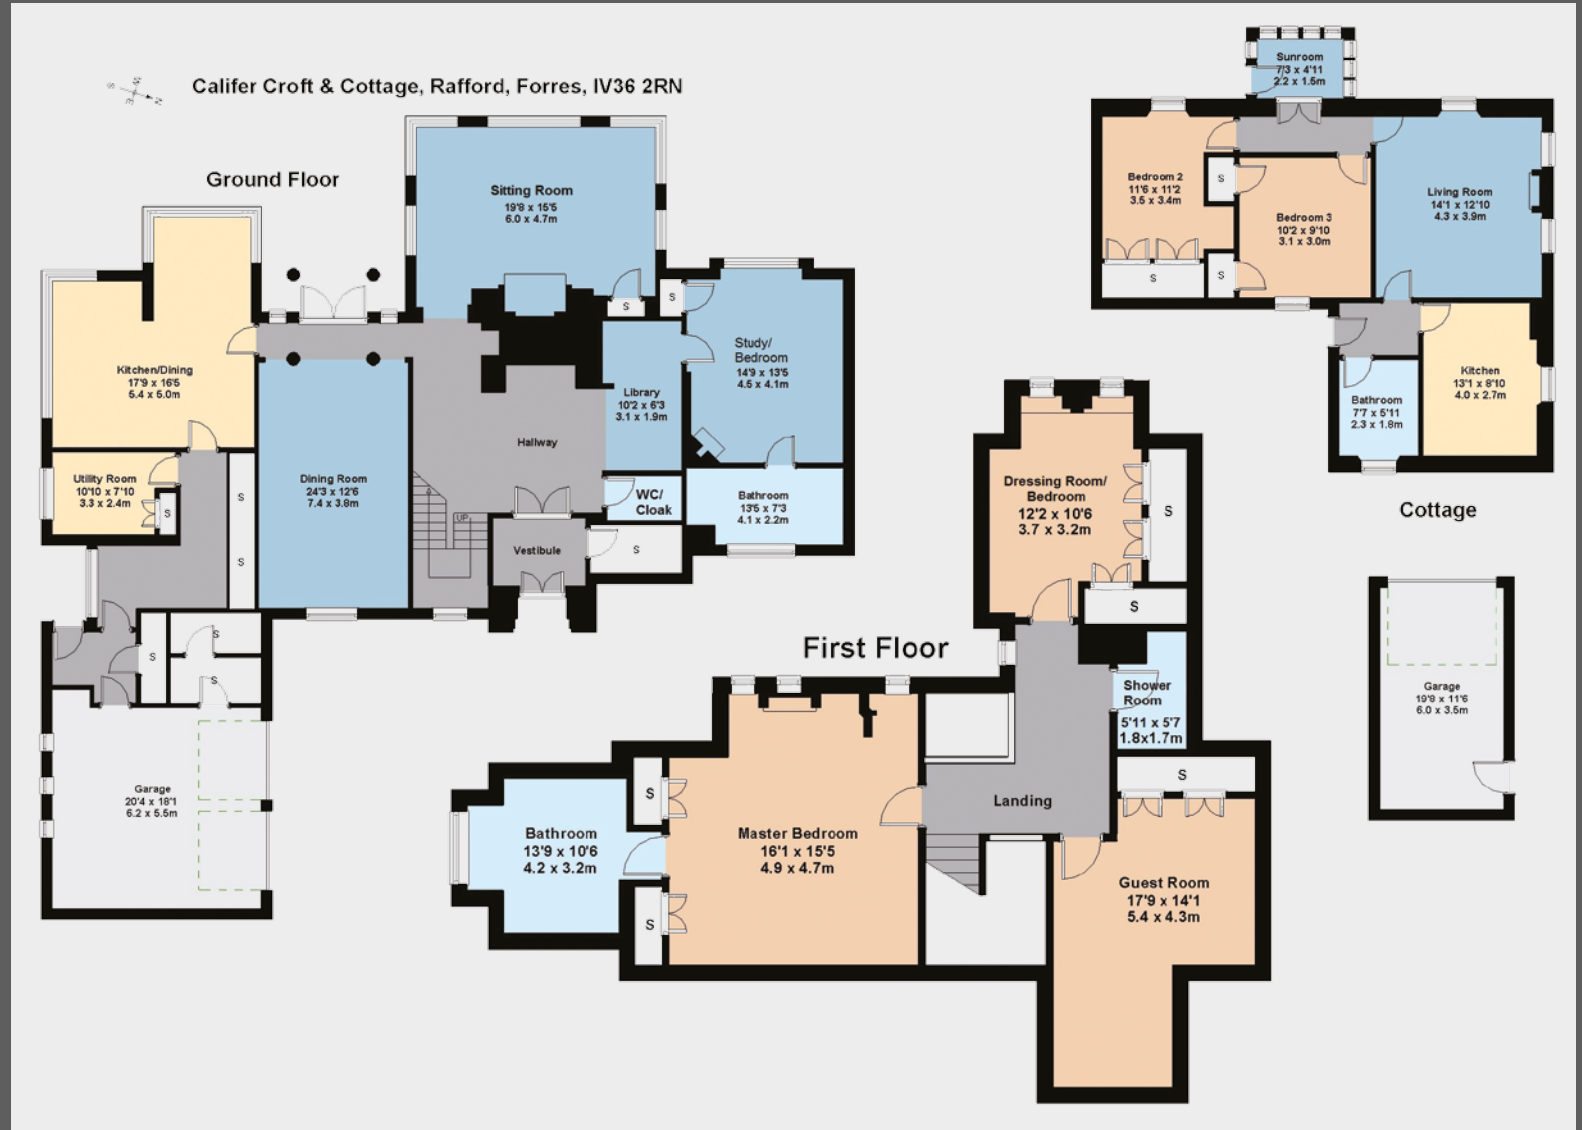 Califer Croft & Cottage, Rafford, Forres, IV36 2RN
S
M
B
N
Ground Floor
Sitting Room
19'8 x 15'5
6.0 x 4.7m
S
S
Study/
Bedroom
14'9 x 13'5
4.5 x 4.1m
Kitchen/Dining
17'9 x 16'5
5.4 x 5.0m
Library
10'2 x 6'3
3.1 x 1.9m
Hallway
Utility Room
10'10 x 7'10
3.3 x 2.4m
S
S
S
Dining Room
24'3 x 12'6
7.4 x 3.8m
UP
WC/
Cloak
Bathroom
13'5 x 7'3
4.1 x 2.2m
Vestibule
S
S
S
S
Garage
20'4 x 18'1
6.2 x 5.5m
First Floor
Dressing Room/
Bedroom
12'2 x 10'6
3.7 x 3.2m
S
S
Shower
Room
5'11 x 5'7
1.8x1.7m
S
Landing
Bathroom
13'9 x 10'6
4.2 x 3.2m
S
S
Master Bedroom
16'1 x 15'5
4.9 x 4.7m
Guest Room
17'9 x 14'1
5.4 x 4.3m
Sunroom
7'3 x 4'11
2.2 x 1.5m
Bedroom 2
11'6 x 11'2
3.5 x 3.4m
S
S
S
Bedroom 3
10'2 x 9'10
3.1 x 3.0m
Living Room
14'1 x 12'10
4.3 x 3.9m
Kitchen
13'1 x 8'10
4.0 x 2.7m
Bathroom
7'7 x 5'11
2.3 x 1.8m
Cottage
Garage
19'8 x 11'6
6.0 x 3.5m